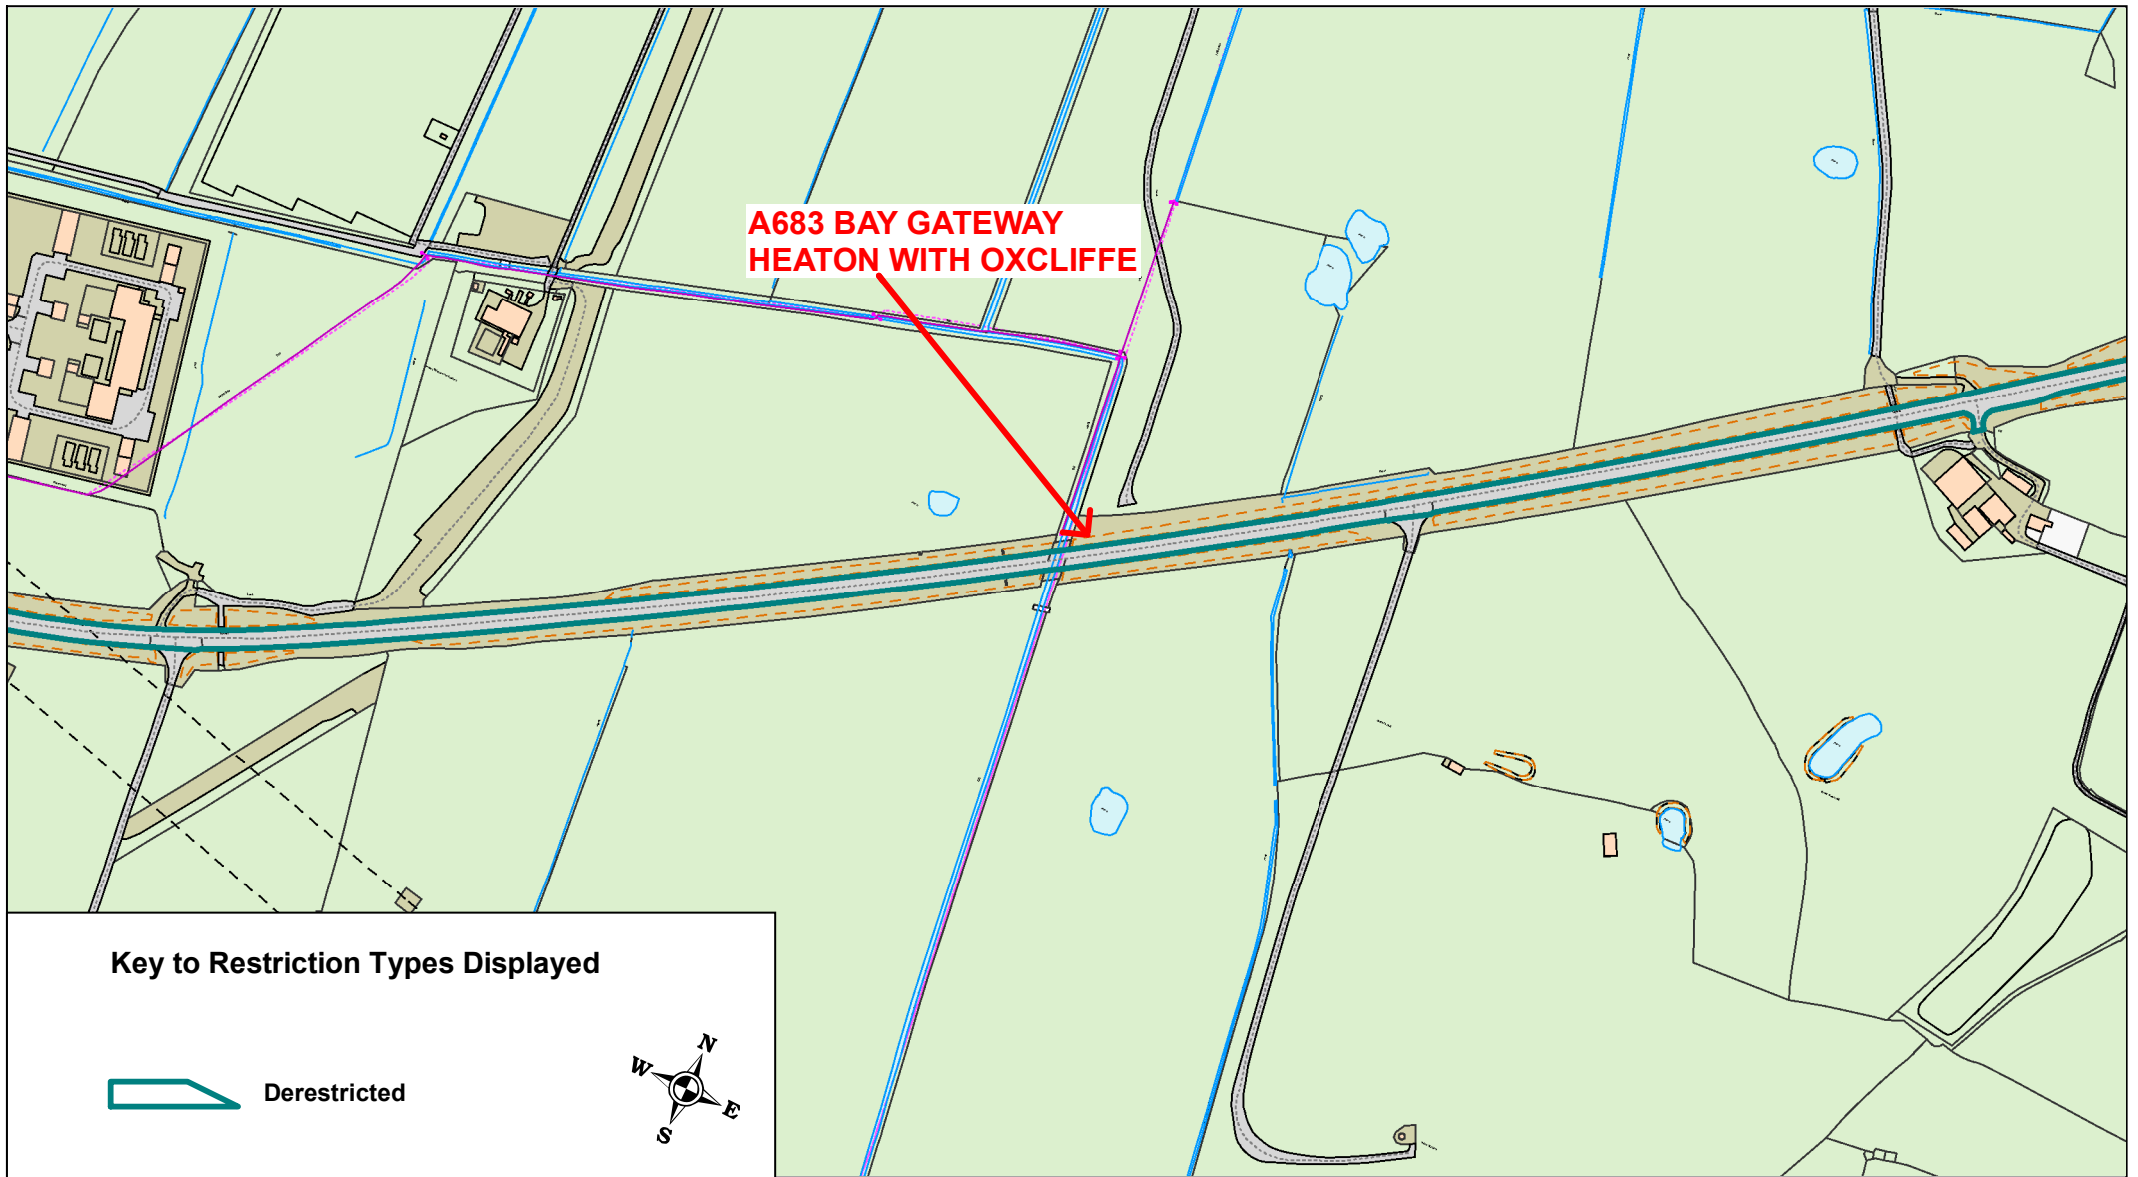 A683 BAY GATEWAY
HEATON WITH OXCLIFFE
Key to Restriction Types Displayed
N
W
E
S
Derestricted